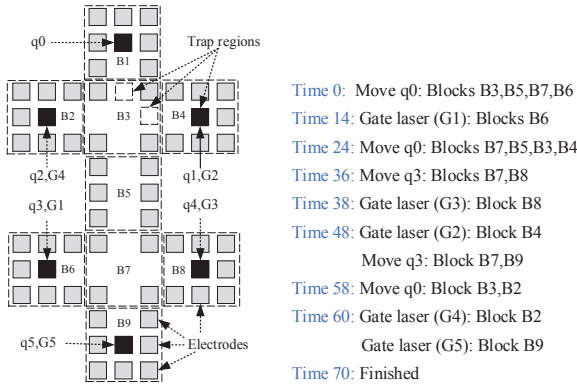 q0
Trap regions
B1
B2
B3
B4
q2,G4
q1,G2
q3,G1
B5
q4,G3
B6
B7
B8
B9
q5,G5
Electrodes
Time 0: Move q0: Blocks B3,B5,B7,B6
Time 14: Gate laser (G1): Blocks B6
Time 24: Move q0: Blocks B7,B5,B3,B4
Time 36: Move q3: Blocks B7,B8
Time 38: Gate laser (G3): Block B8
Time 48: Gate laser (G2): Block B4
Move q3: Block B7,B9
Time 58: Move q0: Block B3,B2
Time 60: Gate laser (G4): Block B2
Gate laser (G5): Block B9
Time 70: Finished